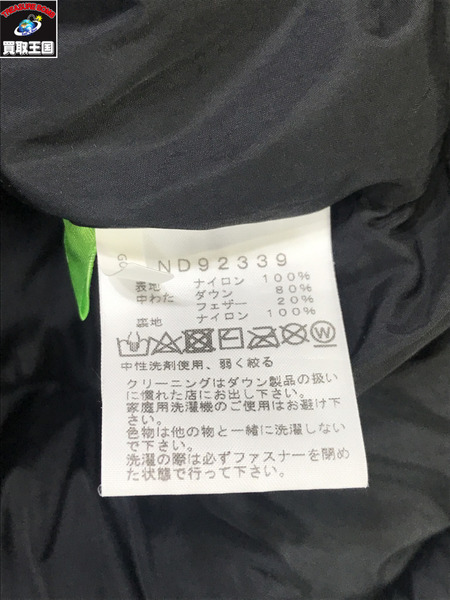 TREASURE KINGDOM
買取王国
GO
ND92339
表地 ナイロン 100%
中わた ダウン 80%
フェザー 20%
裏地 ナイロン 100%
W
中性洗剤使用、弱く絞る
クリーニングはダウン製品の扱い
に慣れた店にお出し下さい。
家庭用洗濯機のご使用はお避け下
さい。
色物は他の物と一緒に洗濯しない
で下さい。
洗濯の際は必ずファスナーを閉め
た状態で行って下さい。